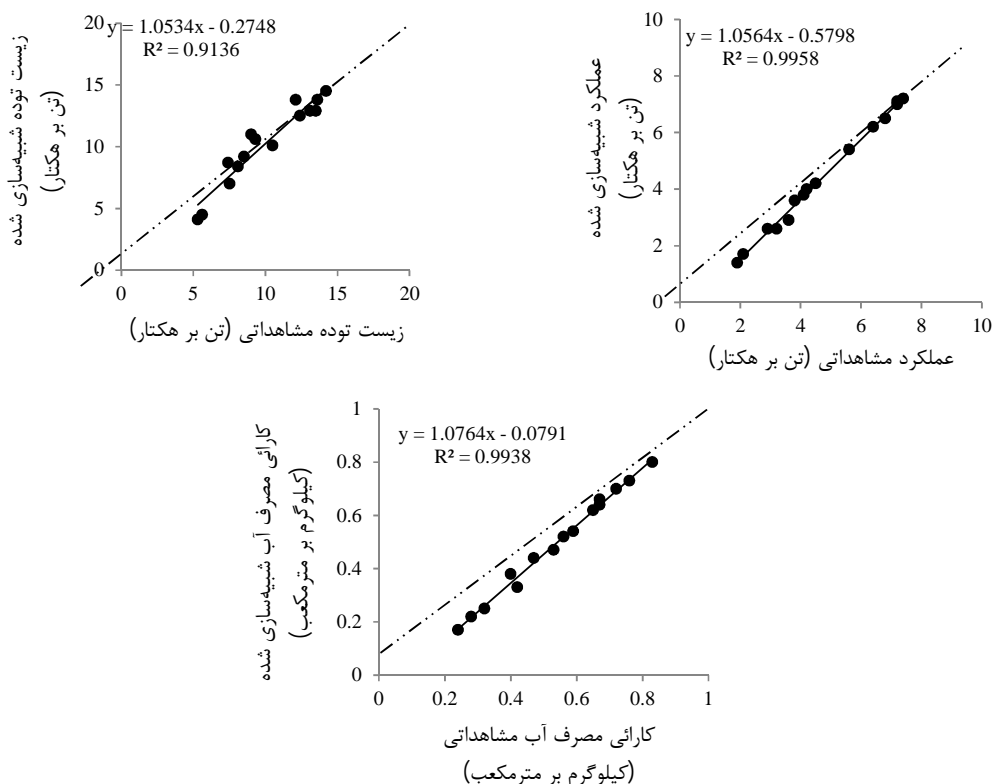 y = 1.0534x - 0.2748
R² = 0.9136
20
15
10
5
0
0 5 10 15 20
زیست توده شبیه‌سازی شده
(تن بر هکتار)
زیست توده مشاهداتی (تن بر هکتار)
y = 1.0564x - 0.5798
R² = 0.9958
10
8
6
4
2
0
0 2 4 6 8 10
عملکرد شبیه‌سازی شده
(تن بر هکتار)
عملکرد مشاهداتی (تن بر هکتار)
y = 1.0764x - 0.0791
R² = 0.9938
1
0.8
0.6
0.4
0.2
0
0 0.2 0.4 0.6 0.8 1
کارائی مصرف آب شبیه‌سازی شده
(کیلوگرم بر مترمکعب)
کارائی مصرف آب مشاهداتی
(کیلوگرم بر مترمکعب)